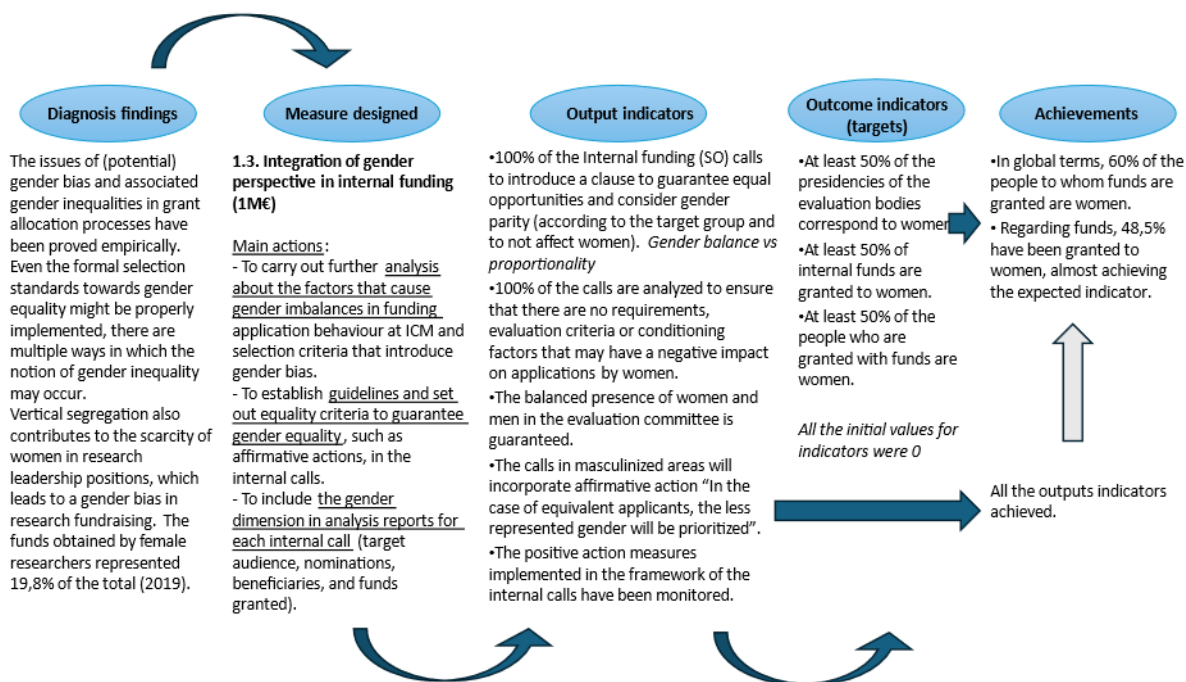 Diagnosis findings
The issues of (potential)
gender bias and associated
gender inequalities in grant
allocation processes have
been proved empirically.
Even the formal selection
standards towards gender
equality might be properly
implemented, there are
multiple ways in which the
notion of gender inequality
may occur.
Vertical segregation also
contributes to the scarcity of
women in research
leadership positions, which
leads to a gender bias in
research fundraising. The
funds obtained by female
researchers represented
19,8% of the total (2019).
Measure designed
1.3. Integration of gender
perspective in internal funding
(1M€)
Main actions:
- To carry out further analysis
about the factors that cause
gender imbalances in funding
application behaviour at ICM and
selection criteria that introduce
gender bias.
- To establish guidelines and set
out equality criteria to guarantee
gender equality, such as
affirmative actions, in the
internal calls.
- To include the gender
dimension in analysis reports for
each internal call (target
audience, nominations,
beneficiaries, and funds
granted).
Output indicators
•100% of the Internal funding (SO) calls
to introduce a clause to guarantee equal
opportunities and consider gender
parity (according to the target group and
to not affect women). Gender balance vs
proportionality
•100% of the calls are analyzed to ensure
that there are no requirements,
evaluation criteria or conditioning
factors that may have a negative impact
on applications by women.
•The balanced presence of women and
men in the evaluation committee is
guaranteed.
•The calls in masculinized areas will
incorporate affirmative action “In the
case of equivalent applicants, the less
represented gender will be prioritized”.
•The positive action measures
implemented in the framework of the
internal calls have been monitored.
Outcome indicators
(targets)
•At least 50% of the
presidencies of the
evaluation bodies
correspond to women
•At least 50% of
internal funds are
granted to women.
•At least 50% of the
people who are
granted with funds are
women.
All the initial values for
indicators were 0
Achievements
•In global terms, 60% of the
people to whom funds are
granted are women.
• Regarding funds, 48,5%
have been granted to
women, almost achieving
the expected indicator.
All the outputs indicators
achieved.